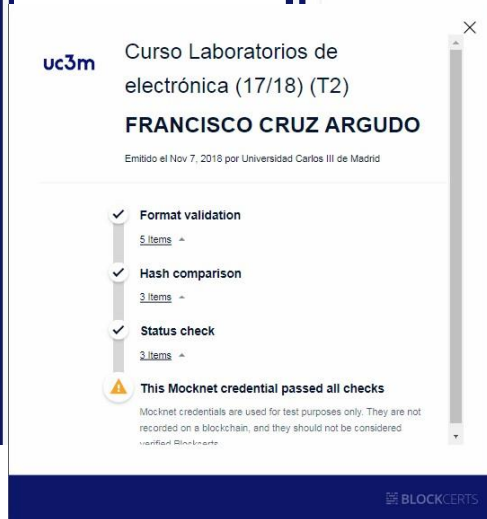 uc3m
Curso Laboratorios de
electrónica (17/18) (T2)
FRANCISCO CRUZ ARGUDO
Emitido el Nov 7, 2018 por Universidad Carlos III de Madrid
Format validation
5 Items
Hash comparison
3 Items
Status check
3 Items
This Mocknet credential passed all checks
Mocknet credentials are used for test purposes only. They are not
recorded on a blockchain, and they should not be considered
verified Blockcerts
BLOCKCERTS